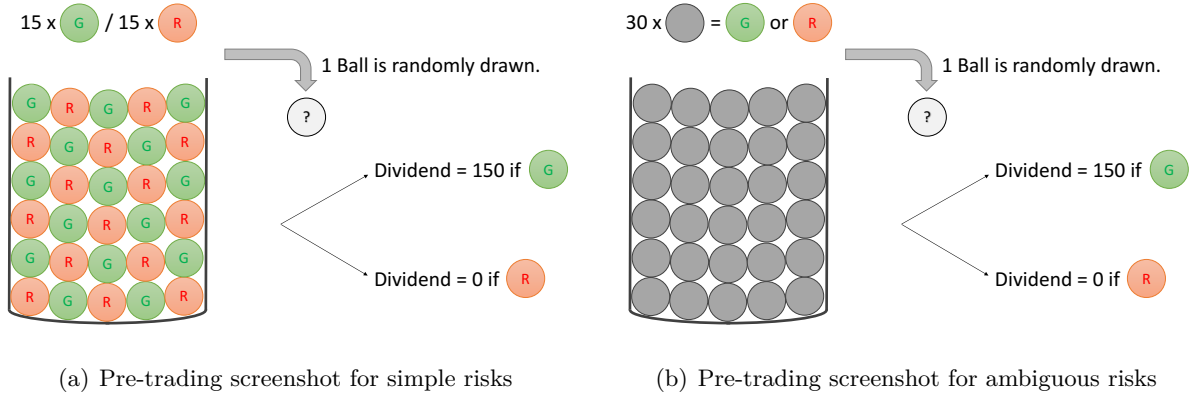 15 x G / 15 x R
1 Ball is randomly drawn.
?
G R G R G
R G R G R
G R G R G
R G R G R
G R G R G
R G R G R
Dividend = 150 if G
Dividend = 0 if R
(a) Pre-trading screenshot for simple risks
30 x = G or R
1 Ball is randomly drawn.
?
Dividend = 150 if G
Dividend = 0 if R
(b) Pre-trading screenshot for ambiguous risks